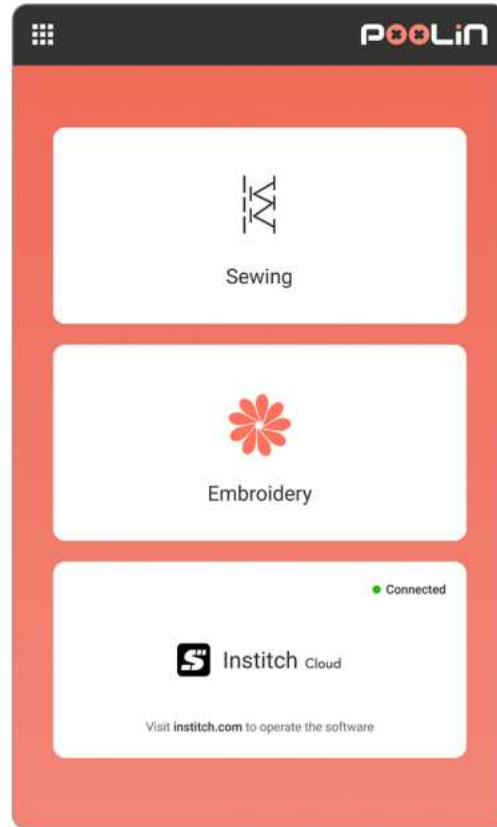 POOLiN
Sewing
Embroidery
Connected
S Institch Cloud
Visit institch.com to operate the software